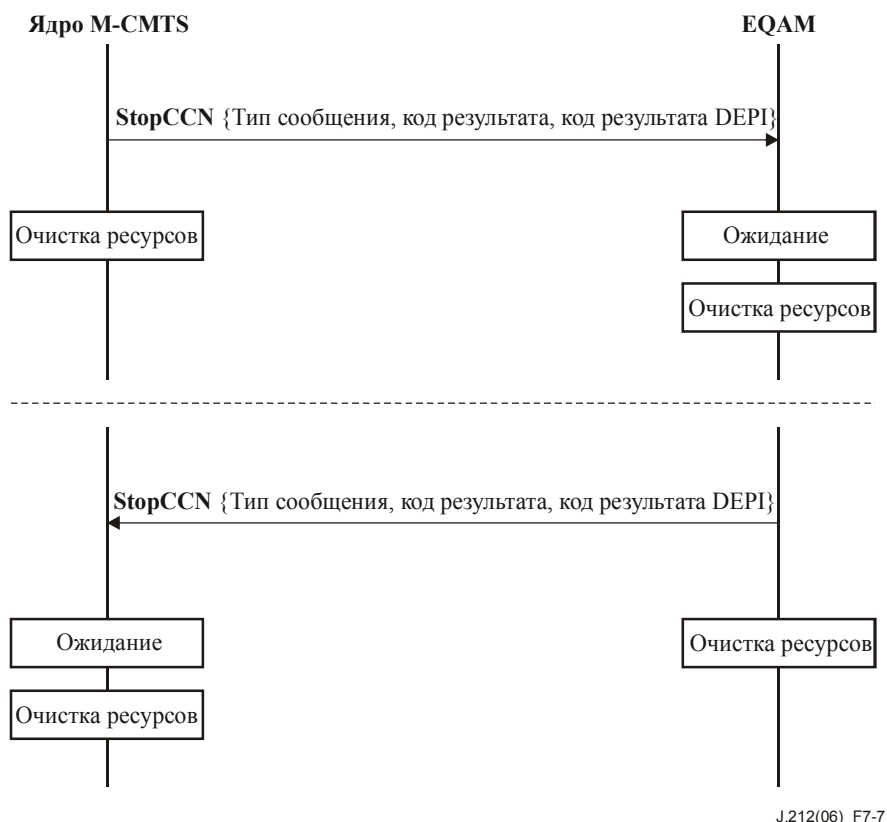 Ядро M-CMTS
EQAM
StopCCN {Тип сообщения, код результата, код результата DEPI}
Очистка ресурсов
Ожидание
Очистка ресурсов
StopCCN {Тип сообщения, код результата, код результата DEPI}
Ожидание
Очистка ресурсов
Очистка ресурсов
J.212(06)_F7-7